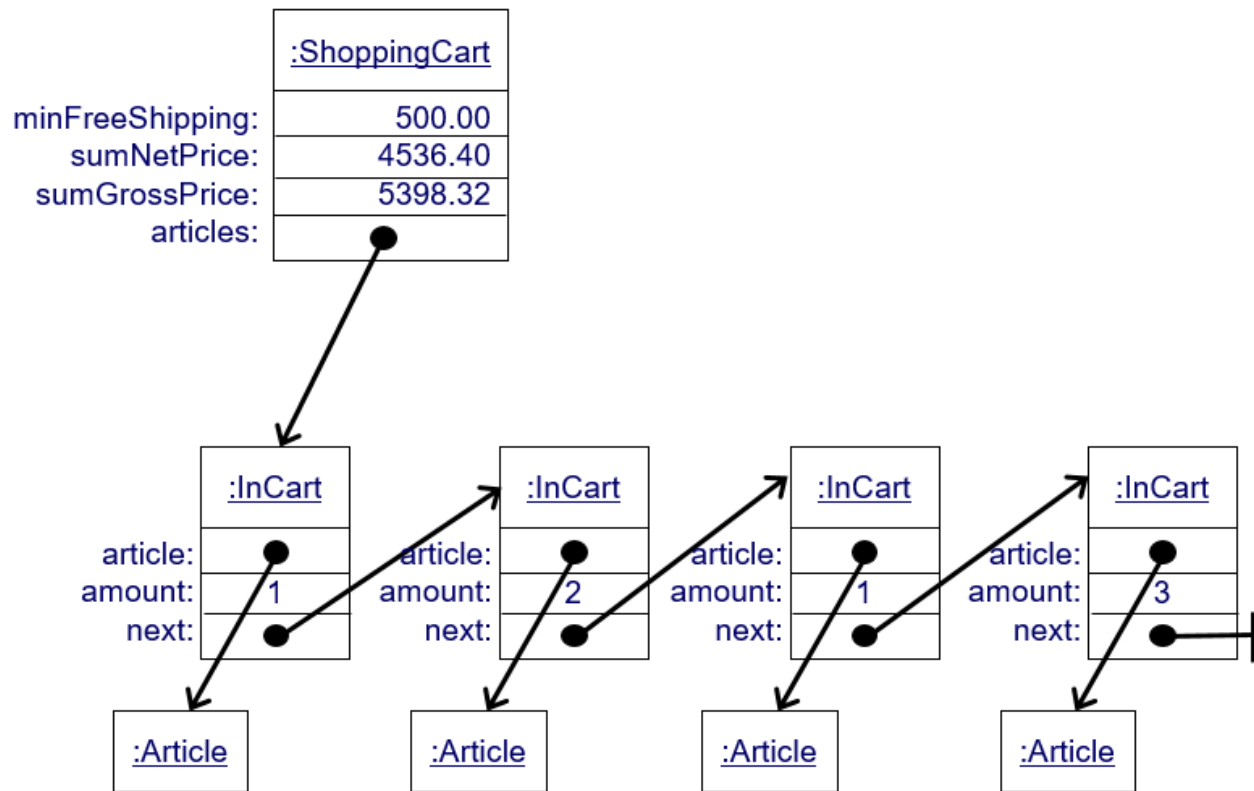 :ShoppingCart
minFreeShipping: 500.00
sumNetPrice: 4536.40
sumGrossPrice: 5398.32
articles:
:InCart :InCart :InCart :InCart
article: article: article: article:
amount: 1 amount: 2 amount: 1 amount: 3
next: next: next: next:
:Article :Article :Article :Article